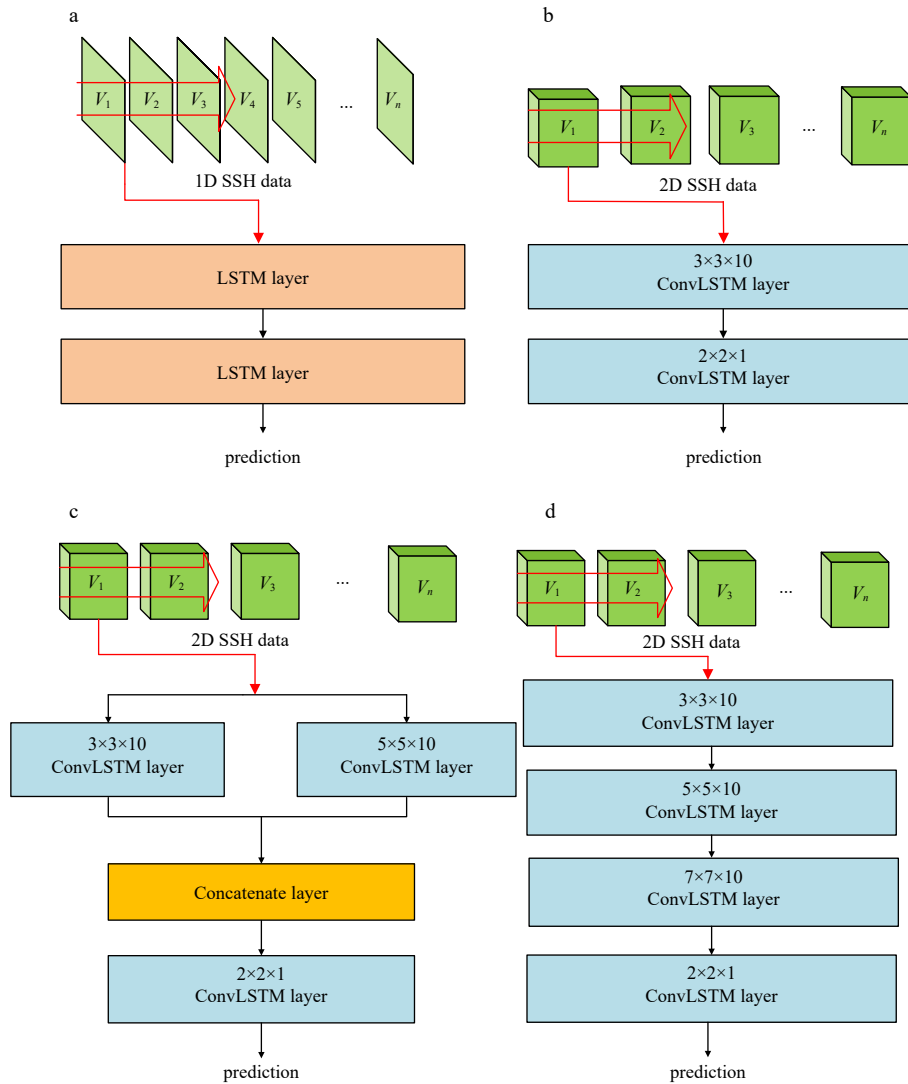 a
V1 V2 V3 V4 V5 ... Vn
1D SSH data
LSTM layer
LSTM layer
prediction
b
V1 V2 V3 ... Vn
2D SSH data
3×3×10
ConvLSTM layer
2×2×1
ConvLSTM layer
prediction
c
V1 V2 V3 ... Vn
2D SSH data
3×3×10
ConvLSTM layer
5×5×10
ConvLSTM layer
Concatenate layer
2×2×1
ConvLSTM layer
prediction
d
V1 V2 V3 ... Vn
2D SSH data
3×3×10
ConvLSTM layer
5×5×10
ConvLSTM layer
7×7×10
ConvLSTM layer
2×2×1
ConvLSTM layer
prediction